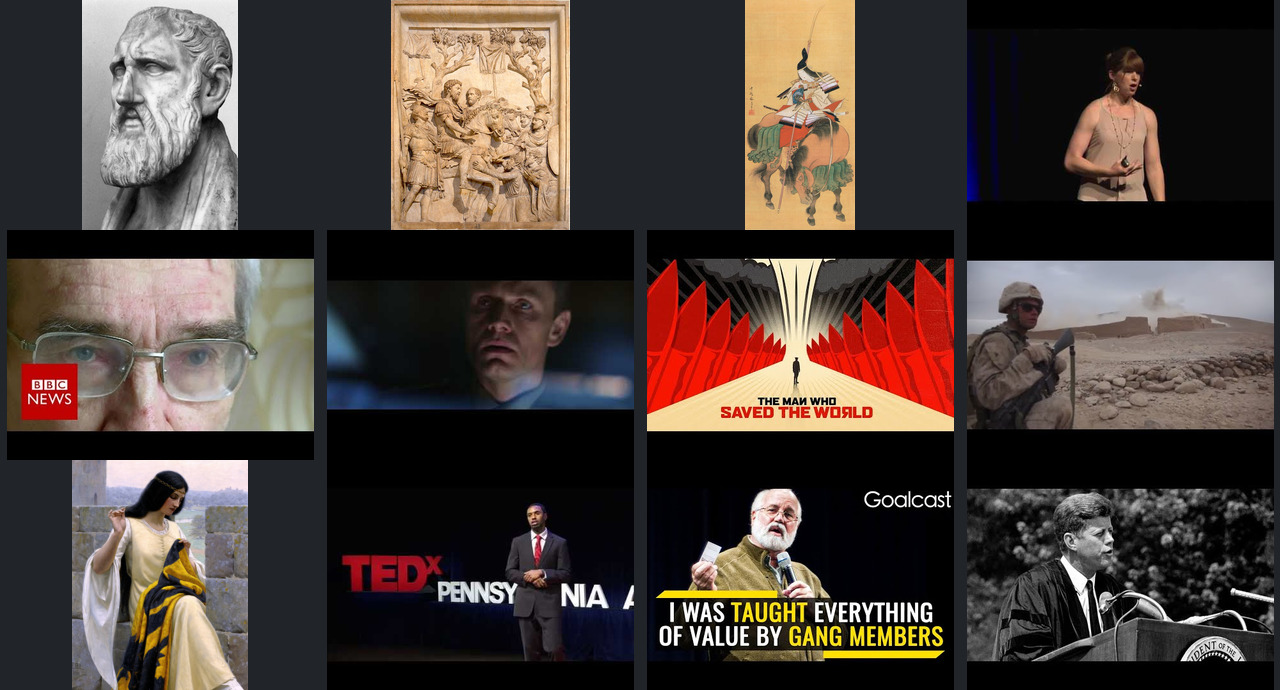 BBC
NEWS
THE MAN WHO
SAVED THE WORLD
TEDx
PENNSY
NIA
Goalcast
I WAS TAUGHT EVERYTHING
OF VALUE BY GANG MEMBERS